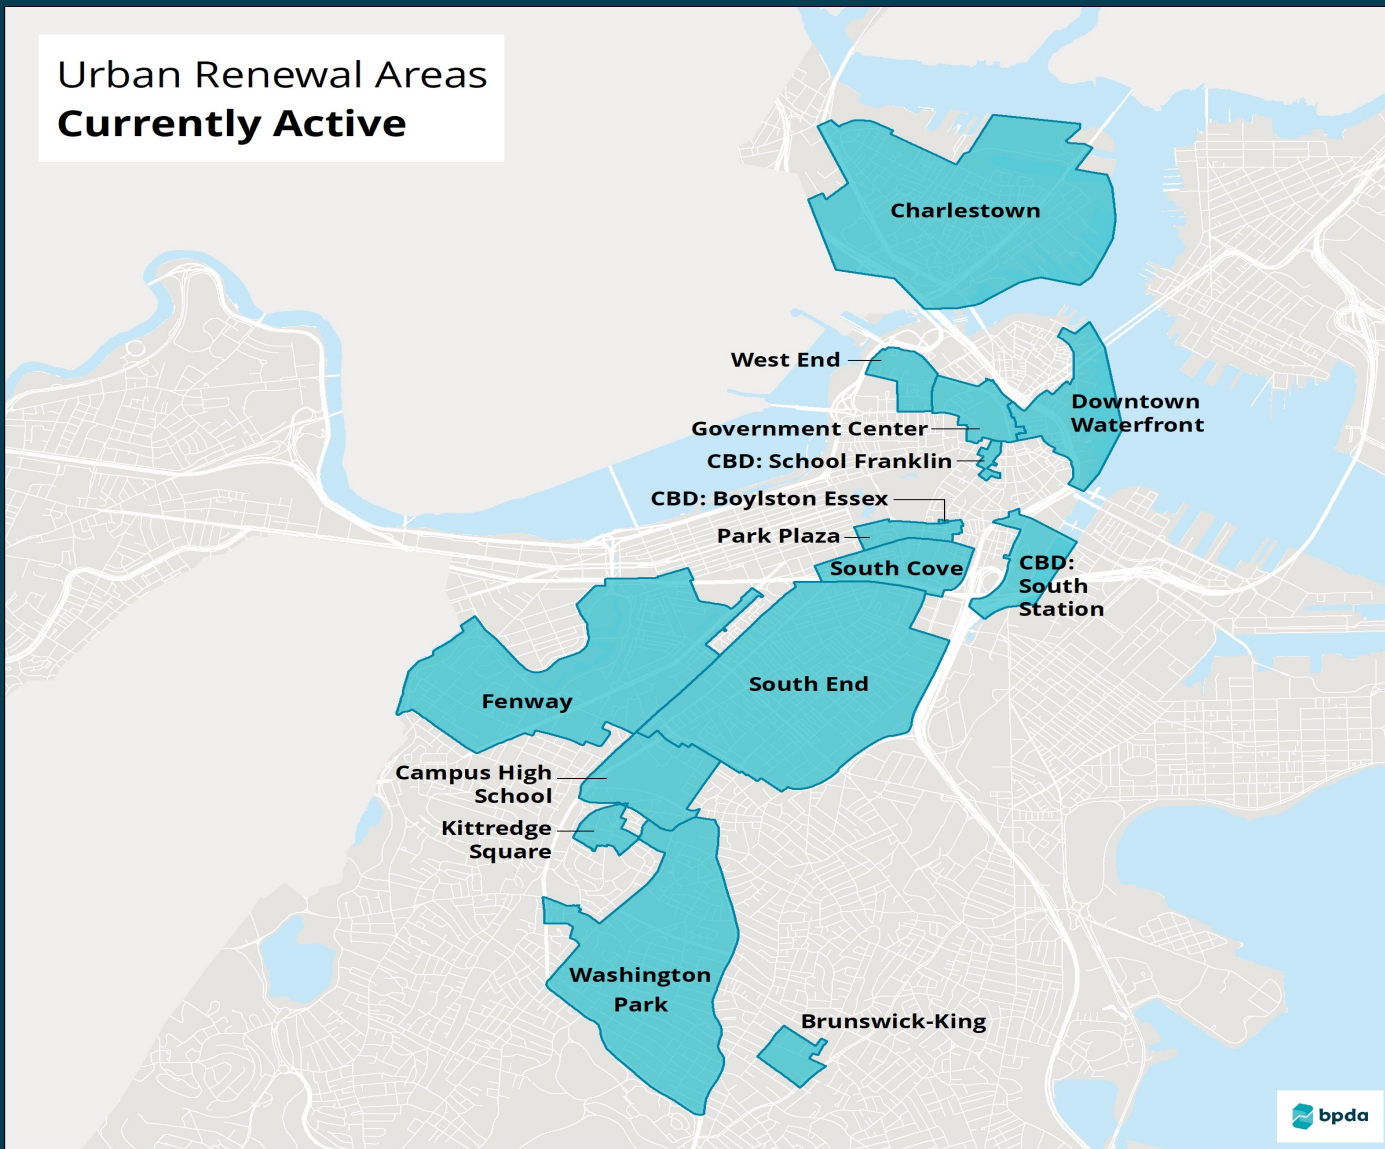 Urban Renewal Areas
Currently Active
Charlestown
West End
Downtown
Waterfront
Government Center
CBD: School Franklin
CBD: Boylston Essex
Park Plaza
South Cove
CBD:
South
Station
South End
Fenway
Campus High
School
Kittredge
Square
Washington
Park
Brunswick-King
bpda